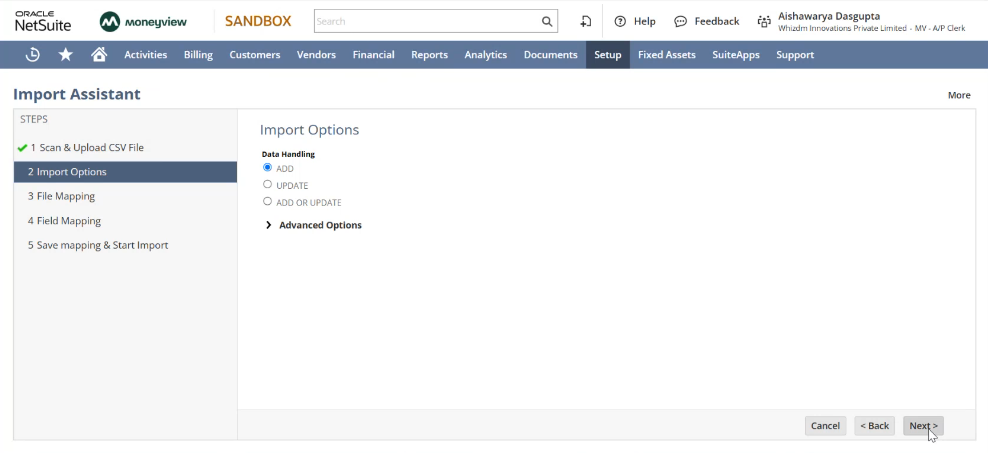 ORACLE
NetSuite
moneyview
SANDBOX
Search
Help
Feedback
Aishawarya Dasgupta
Whizdm Innovations Private Limited - MV - A/P Clerk
Activities Billing Customers Vendors Financial Reports Analytics Documents Setup Fixed Assets SuiteApps Support
Import Assistant
More
STEPS
1 Scan & Upload CSV File
2 Import Options
3 File Mapping
4 Field Mapping
5 Save mapping & Start Import
Import Options
Data Handling
ADD
UPDATE
ADD OR UPDATE
Advanced Options
Cancel
< Back
Next >